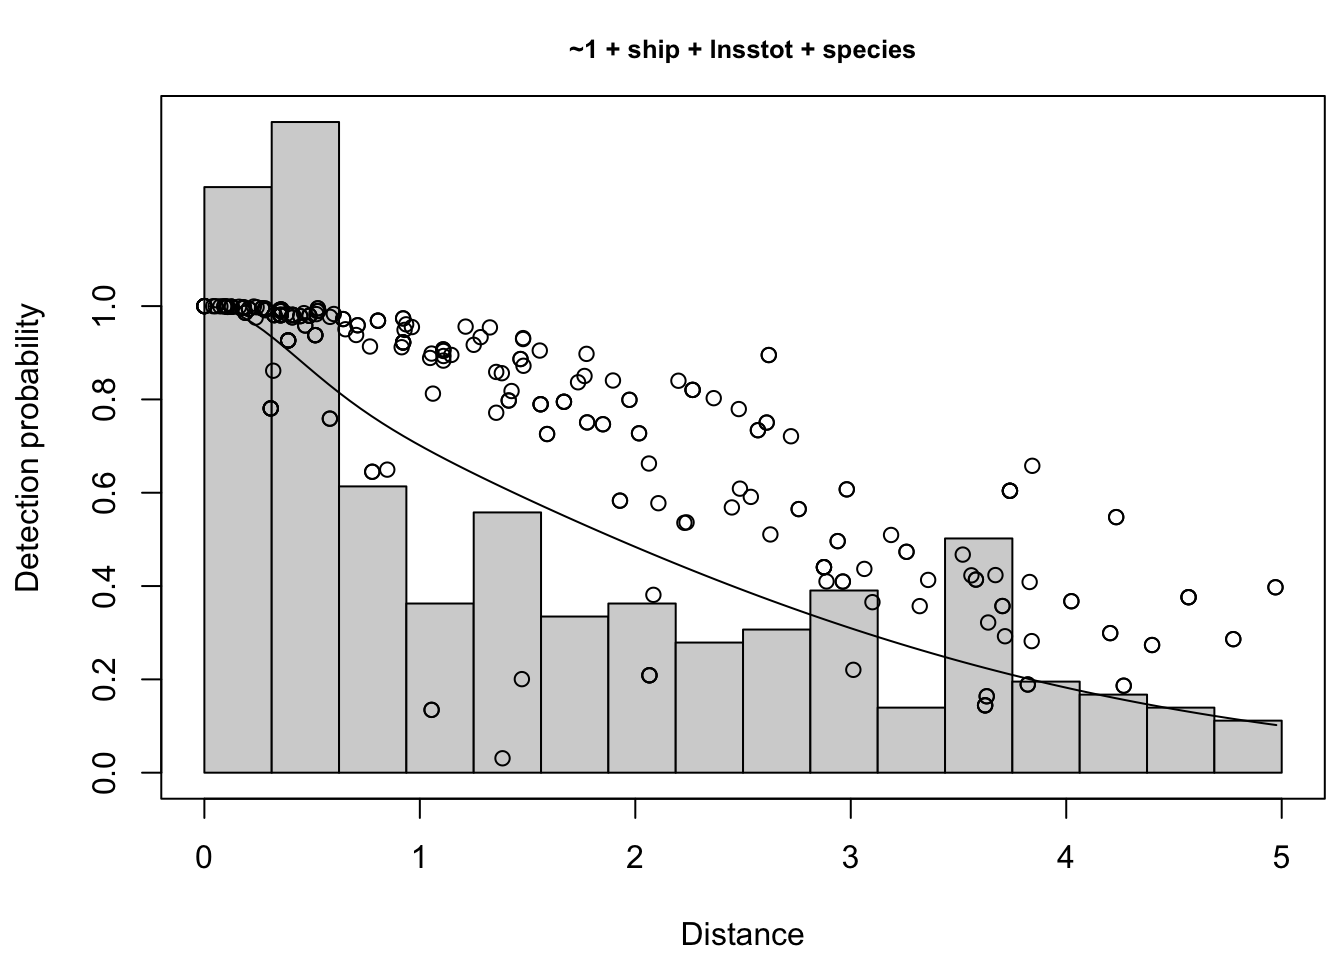 ~1 + ship + lnsstot + species
Detection probability
1.0
0.8
0.6
0.4
0.2
0.0
0 1 2 3 4 5
Distance